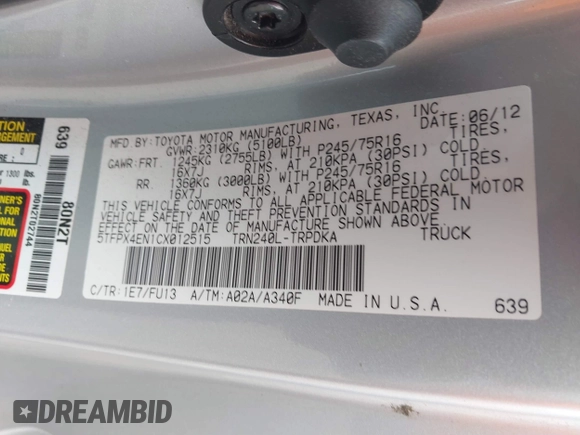 MFD BY:TOYOTA MOTOR MANUFACTURING, TEXAS, INC.
GVWR:2310KG (5100LB) DATE: 06/12
GAWR:FRT. 1245KG (2755LB) WITH P245/75R16 TIRES,
16X7J RIMS, AT 210KPA (30PSI) COLD.
RR. 1360KG (3000LB) WITH P245/75R16 TIRES,
16X7J RIMS, AT 210KPA (30PSI) COLD.
THIS VEHICLE CONFORMS TO ALL APPLICABLE FEDERAL MOTOR
VEHICLE SAFETY AND THEFT PREVENTION STANDARDS IN
EFFECT ON THE DATE OF MANUFACTURE SHOWN ABOVE.
5TFPX4EN1CX012515 TRN240L-TRPDKA TRUCK
C/TR:1E7/FU13 A/TM:A02A/A340F MADE IN U.S.A.
639
639
80N2T
80N2T02744
DREAMBID